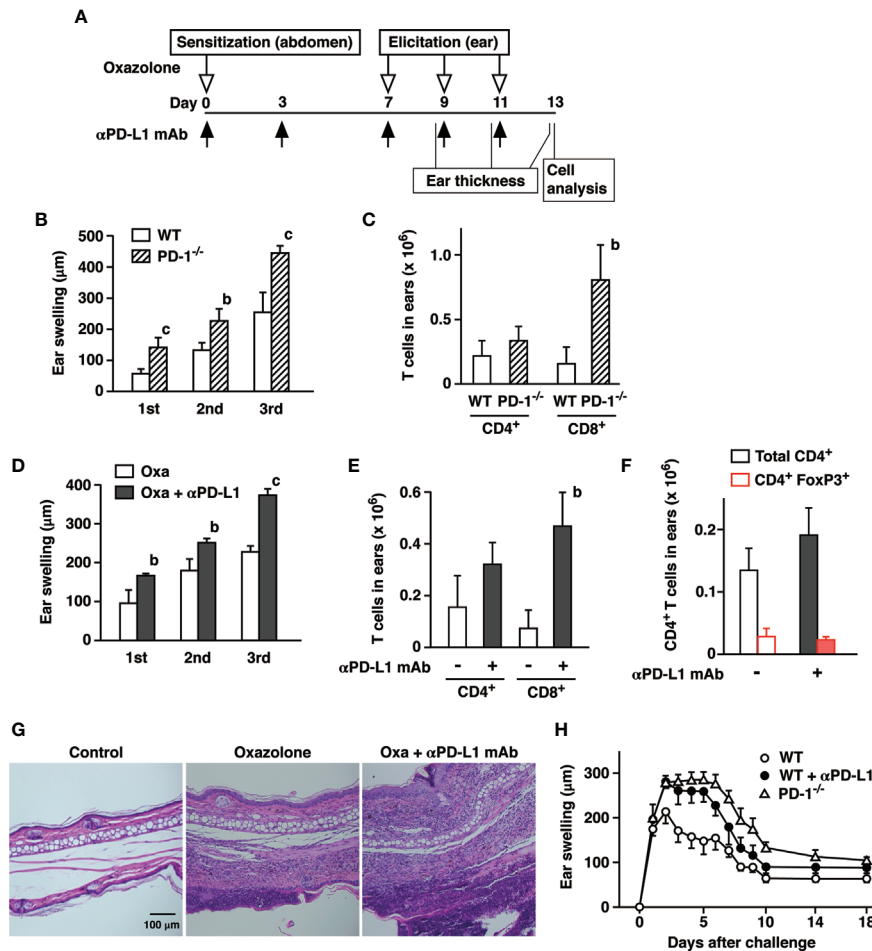 A
Sensitization (abdomen)
Elicitation (ear)
Oxazolone
Day 0 3 7 9 11 13
αPD-L1 mAb
Ear thickness
Cell analysis
B
WT
PD-1-/-
Ear swelling (μm)
500
400
300
200
100
0
c
b
c
1st 2nd 3rd
C
T cells in ears (x 10⁶)
1.0
0.5
0
b
WT PD-1-/- WT PD-1-/-
CD4+ CD8+
D
Oxa
Oxa + αPD-L1
Ear swelling (μm)
400
300
200
100
0
b
b
c
1st 2nd 3rd
E
T cells in ears (x 10⁶)
0.6
0.4
0.2
0
b
αPD-L1 mAb - + - +
CD4+ CD8+
F
Total CD4+
CD4+ FoxP3+
CD4+ T cells in ears (x 10⁶)
0.2
0.1
0
αPD-L1 mAb - +
G
Control
Oxazolone
Oxa + αPD-L1 mAb
100 μm
H
WT
WT + αPD-L1
PD-1-/-
Ear swelling (μm)
300
200
100
0
0 5 10 14 18
Days after challenge